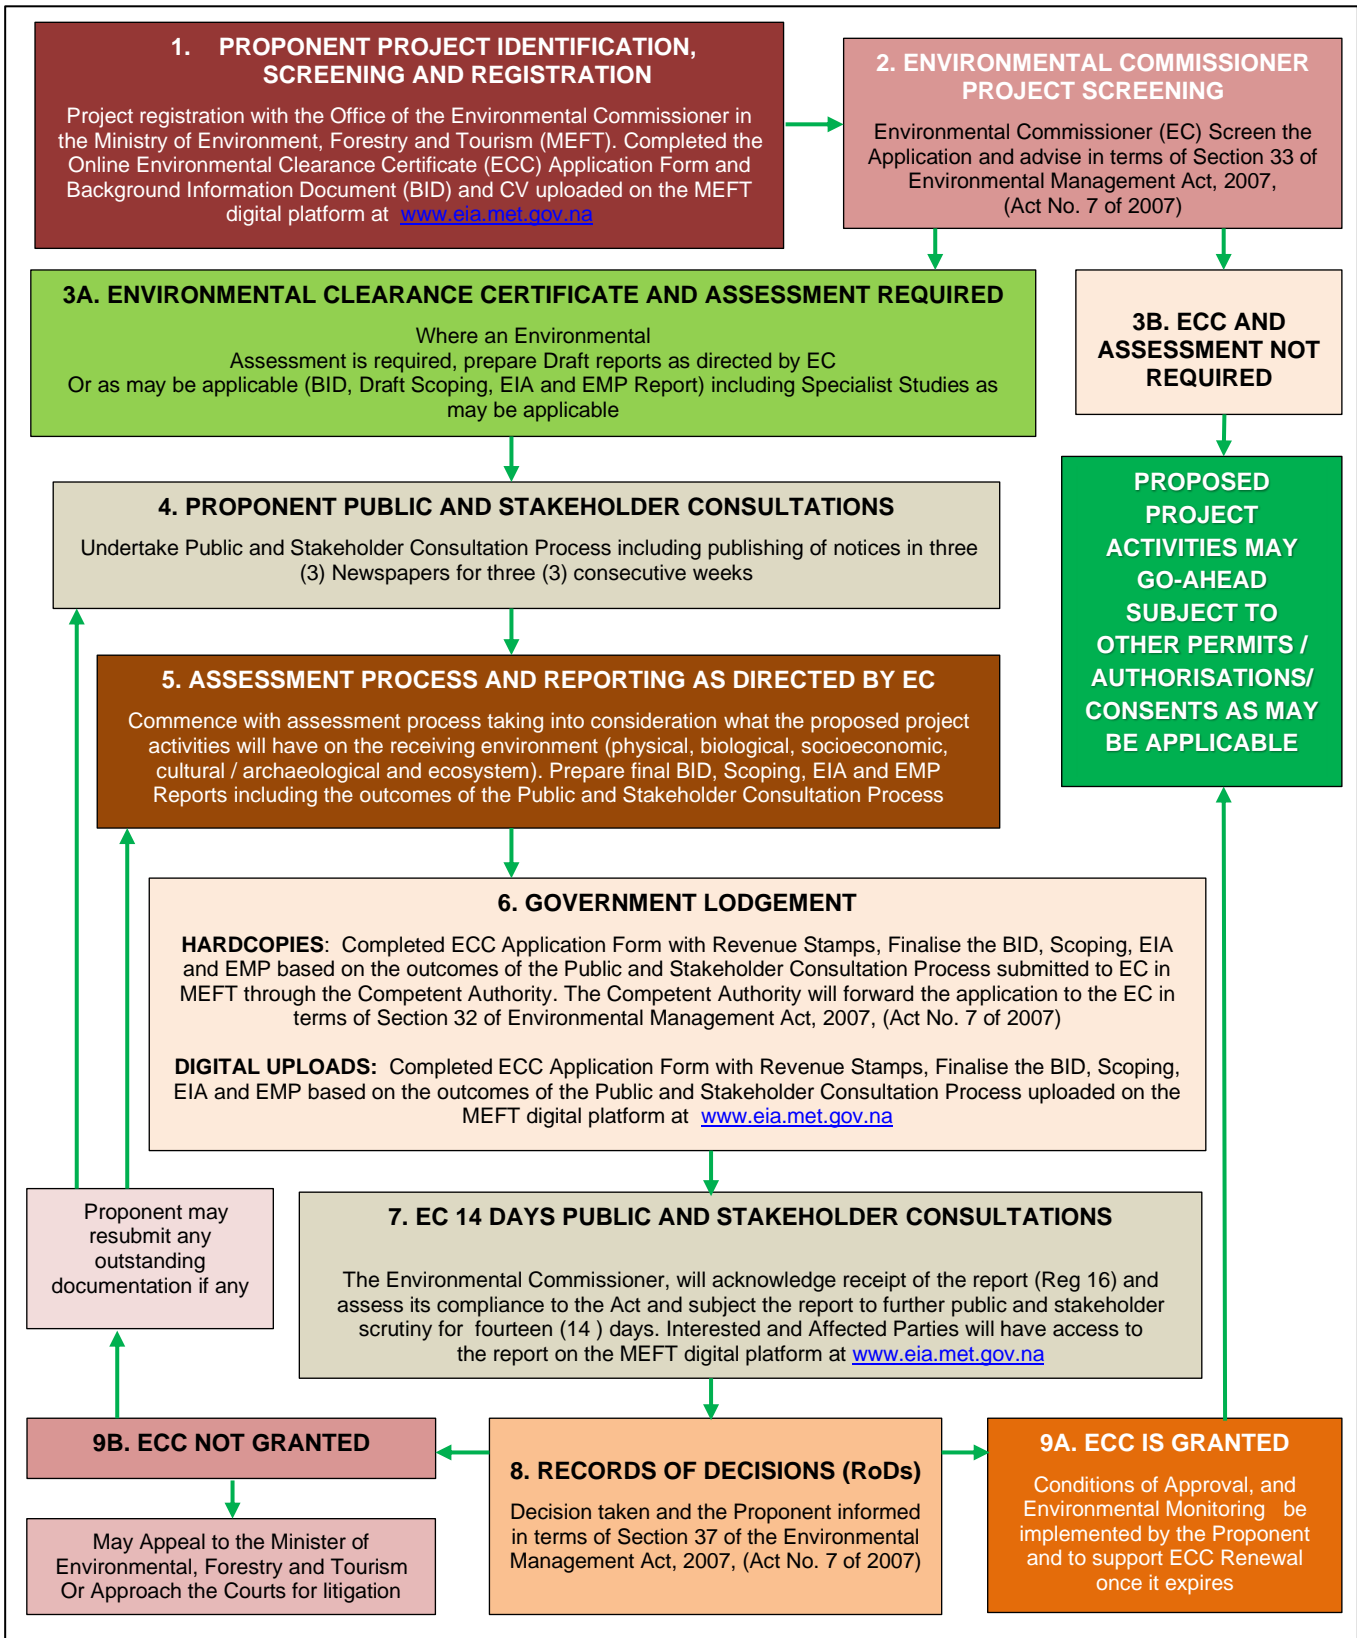 1. PROPONENT PROJECT IDENTIFICATION,
SCREENING AND REGISTRATION
Project registration with the Office of the Environmental Commissioner in
the Ministry of Environment, Forestry and Tourism (MEFT). Completed the
Online Environmental Clearance Certificate (ECC) Application Form and
Background Information Document (BID) and CV uploaded on the MEFT
digital platform at www.eia.met.gov.na
2. ENVIRONMENTAL COMMISSIONER
PROJECT SCREENING
Environmental Commissioner (EC) Screen the
Application and advise in terms of Section 33 of
Environmental Management Act, 2007,
(Act No. 7 of 2007)
3A. ENVIRONMENTAL CLEARANCE CERTIFICATE AND ASSESSMENT REQUIRED
Where an Environmental
Assessment is required, prepare Draft reports as directed by EC
Or as may be applicable (BID, Draft Scoping, EIA and EMP Report) including Specialist Studies as
may be applicable
3B. ECC AND
ASSESSMENT NOT
REQUIRED
4. PROPONENT PUBLIC AND STAKEHOLDER CONSULTATIONS
Undertake Public and Stakeholder Consultation Process including publishing of notices in three
(3) Newspapers for three (3) consecutive weeks
PROPOSED
PROJECT
ACTIVITIES MAY
GO-AHEAD
SUBJECT TO
OTHER PERMITS /
AUTHORISATIONS/
CONSENTS AS MAY
BE APPLICABLE
5. ASSESSMENT PROCESS AND REPORTING AS DIRECTED BY EC
Commence with assessment process taking into consideration what the proposed project
activities will have on the receiving environment (physical, biological, socioeconomic,
cultural / archaeological and ecosystem). Prepare final BID, Scoping, EIA and EMP
Reports including the outcomes of the Public and Stakeholder Consultation Process
6. GOVERNMENT LODGEMENT
HARDCOPIES: Completed ECC Application Form with Revenue Stamps, Finalise the BID, Scoping, EIA
and EMP based on the outcomes of the Public and Stakeholder Consultation Process submitted to EC in
MEFT through the Competent Authority. The Competent Authority will forward the application to the EC in
terms of Section 32 of Environmental Management Act, 2007, (Act No. 7 of 2007)
DIGITAL UPLOADS: Completed ECC Application Form with Revenue Stamps, Finalise the BID, Scoping,
EIA and EMP based on the outcomes of the Public and Stakeholder Consultation Process uploaded on the
MEFT digital platform at www.eia.met.gov.na
Proponent may
resubmit any
outstanding
documentation if any
7. EC 14 DAYS PUBLIC AND STAKEHOLDER CONSULTATIONS
The Environmental Commissioner, will acknowledge receipt of the report (Reg 16) and
assess its compliance to the Act and subject the report to further public and stakeholder
scrutiny for fourteen (14 ) days. Interested and Affected Parties will have access to
the report on the MEFT digital platform at www.eia.met.gov.na
9B. ECC NOT GRANTED
May Appeal to the Minister of
Environmental, Forestry and Tourism
Or Approach the Courts for litigation
8. RECORDS OF DECISIONS (RoDs)
Decision taken and the Proponent informed
in terms of Section 37 of the Environmental
Management Act, 2007, (Act No. 7 of 2007)
9A. ECC IS GRANTED
Conditions of Approval, and
Environmental Monitoring be
implemented by the Proponent
and to support ECC Renewal
once it expires